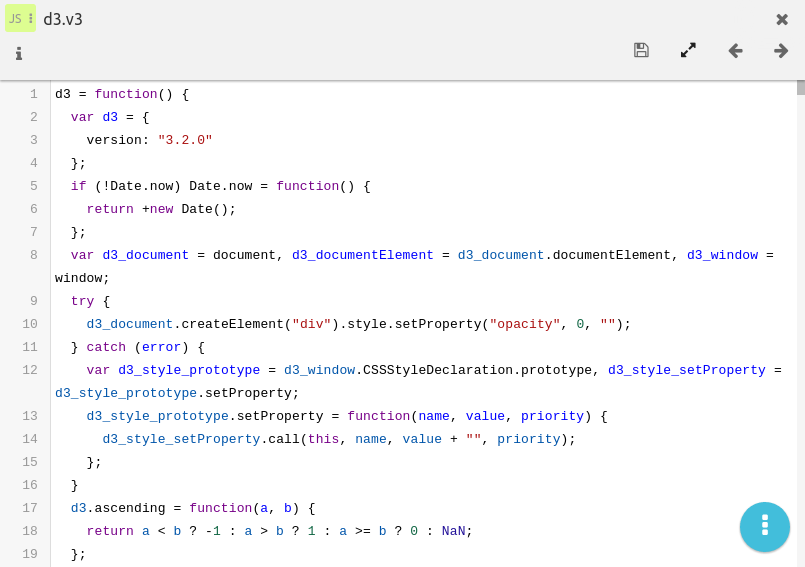 JS d3.v3
1 d3 = function() {
2 var d3 = {
3 version: "3.2.0"
4 };
5 if (!Date.now) Date.now = function() {
6 return +new Date();
7 };
8 var d3_document = document, d3_documentElement = d3_document.documentElement, d3_window =
window;
9 try {
10 d3_document.createElement("div").style.setProperty("opacity", 0, "");
11 } catch (error) {
12 var d3_style_prototype = d3_window.CSSStyleDeclaration.prototype, d3_style_setProperty =
d3_style_prototype.setProperty;
13 d3_style_prototype.setProperty = function(name, value, priority) {
14 d3_style_setProperty.call(this, name, value + "", priority);
15 };
16 }
17 d3.ascending = function(a, b) {
18 return a < b ? -1 : a > b ? 1 : a >= b ? 0 : NaN;
19 };